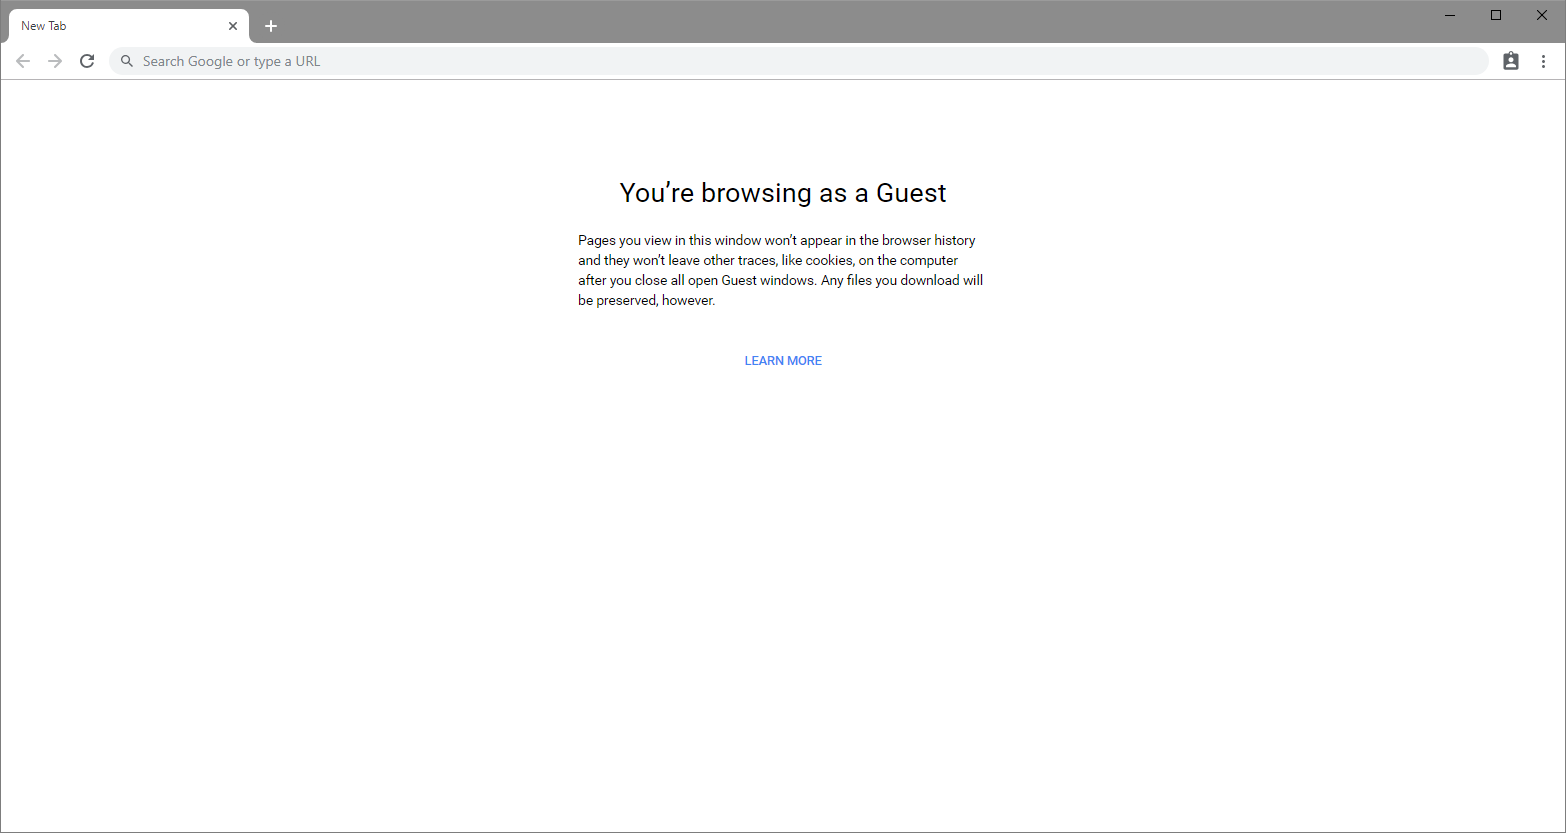 New Tab
Search Google or type a URL
You’re browsing as a Guest
Pages you view in this window won’t appear in the browser history
and they won’t leave other traces, like cookies, on the computer
after you close all open Guest windows. Any files you download will
be preserved, however.
LEARN MORE